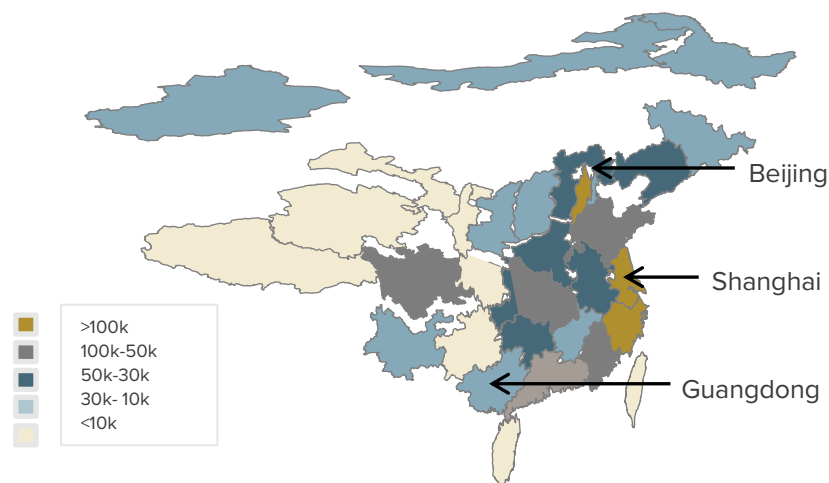 Beijing
Shanghai
Guangdong
>100k
100k-50k
50k-30k
30k- 10k
<10k